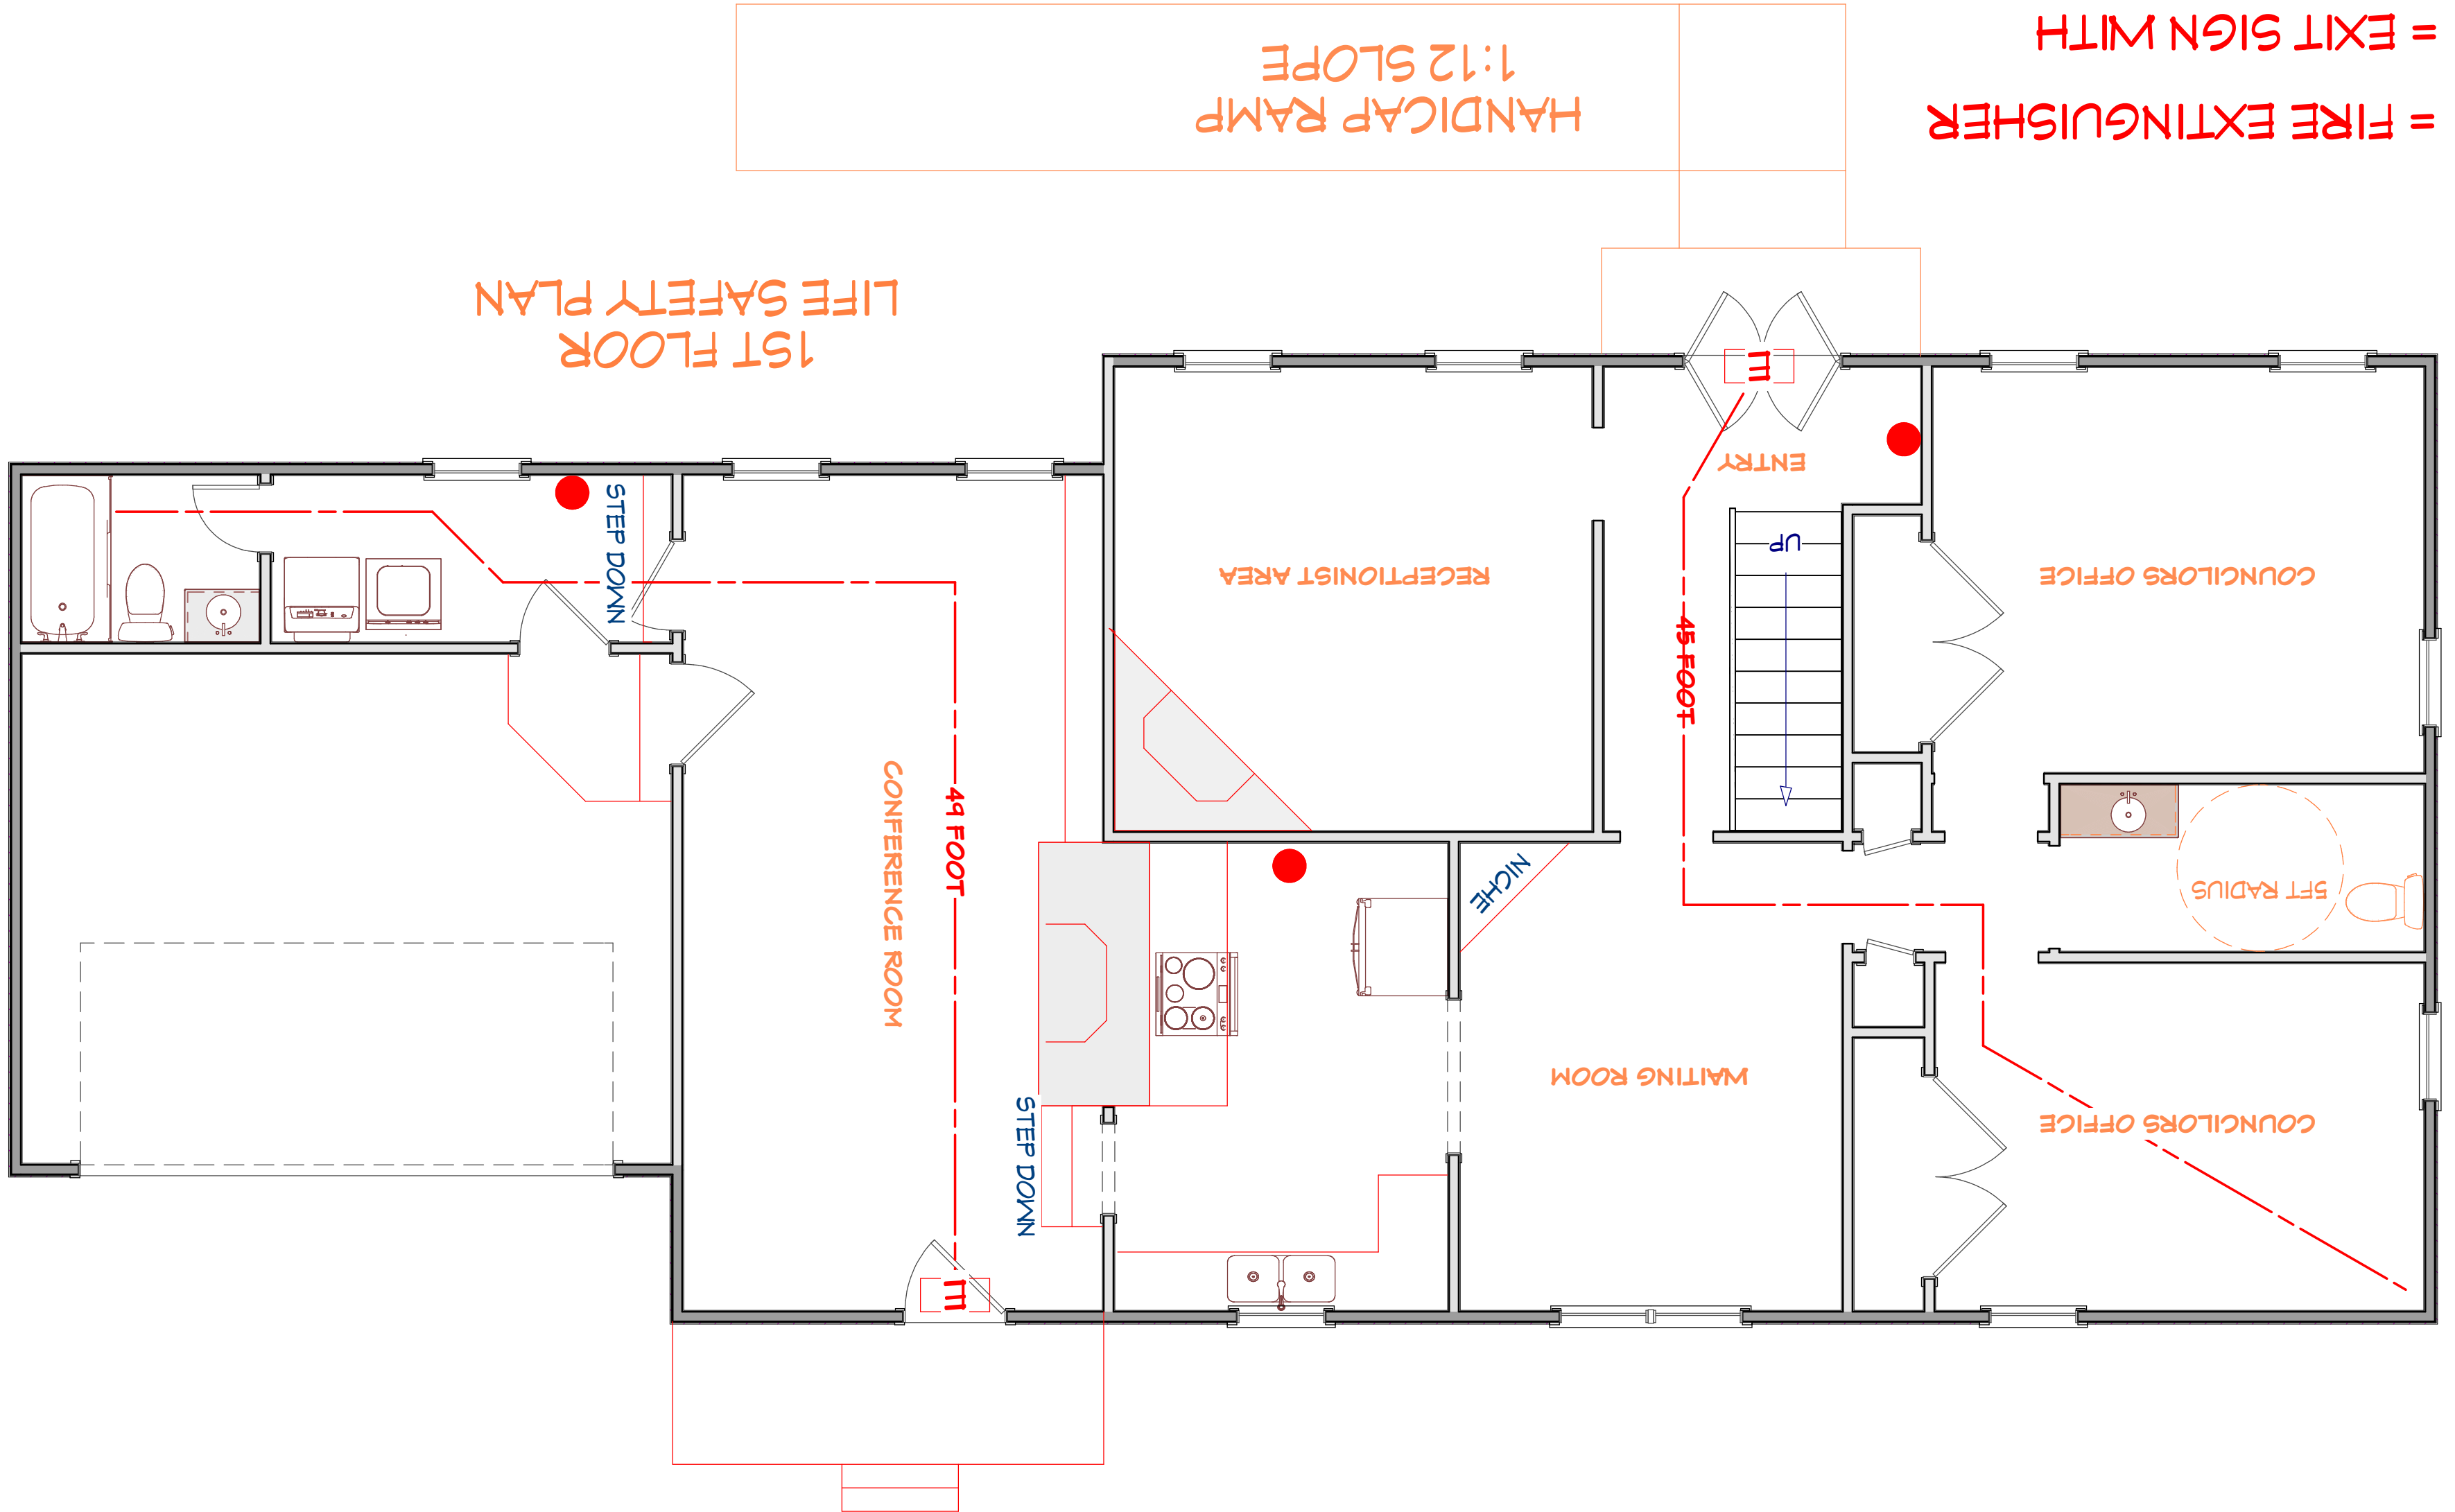 E
STEP DOWN
COUNCILORS OFFICE
WAITING ROOM
5FT RADIUS
NICHE
CONFERENCE ROOM
49 FOOT
45 FOOT
COUNCILORS OFFICE
RECEPTIONIST AREA
STEP DOWN
UP
ENTRY
E
1ST FLOOR
LIFE SAFETY PLAN
= FIRE EXTINGUISHER
HANDICAP RAMP
1:12 SLOPE
= EXIT SIGN WITH